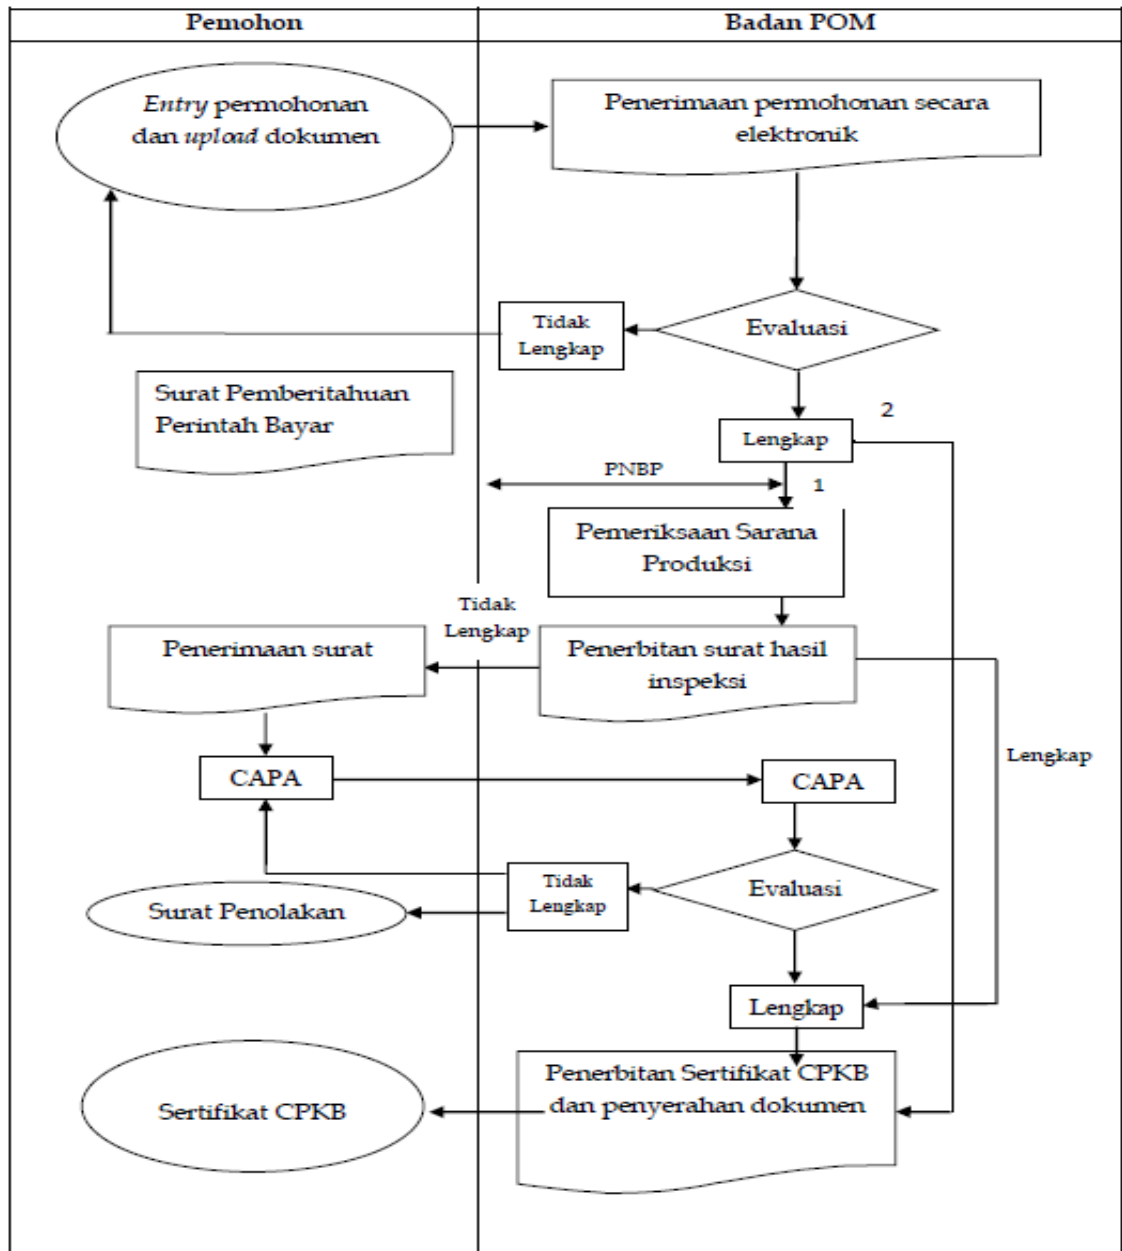 Pemohon
Badan POM
Entry permohonan
dan upload dokumen
Penerimaan permohonan secara
elektronik
Tidak
Lengkap
Evaluasi
Surat Pemberitahuan
Perintah Bayar
2
Lengkap
PNBP
1
Pemeriksaan Sarana
Produksi
Tidak
Lengkap
Penerimaan surat
Penerbitan surat hasil
inspeksi
Lengkap
CAPA
CAPA
Tidak
Lengkap
Evaluasi
Surat Penolakan
Lengkap
Penerbitan Sertifikat CPKB
dan penyerahan dokumen
Sertifikat CPKB